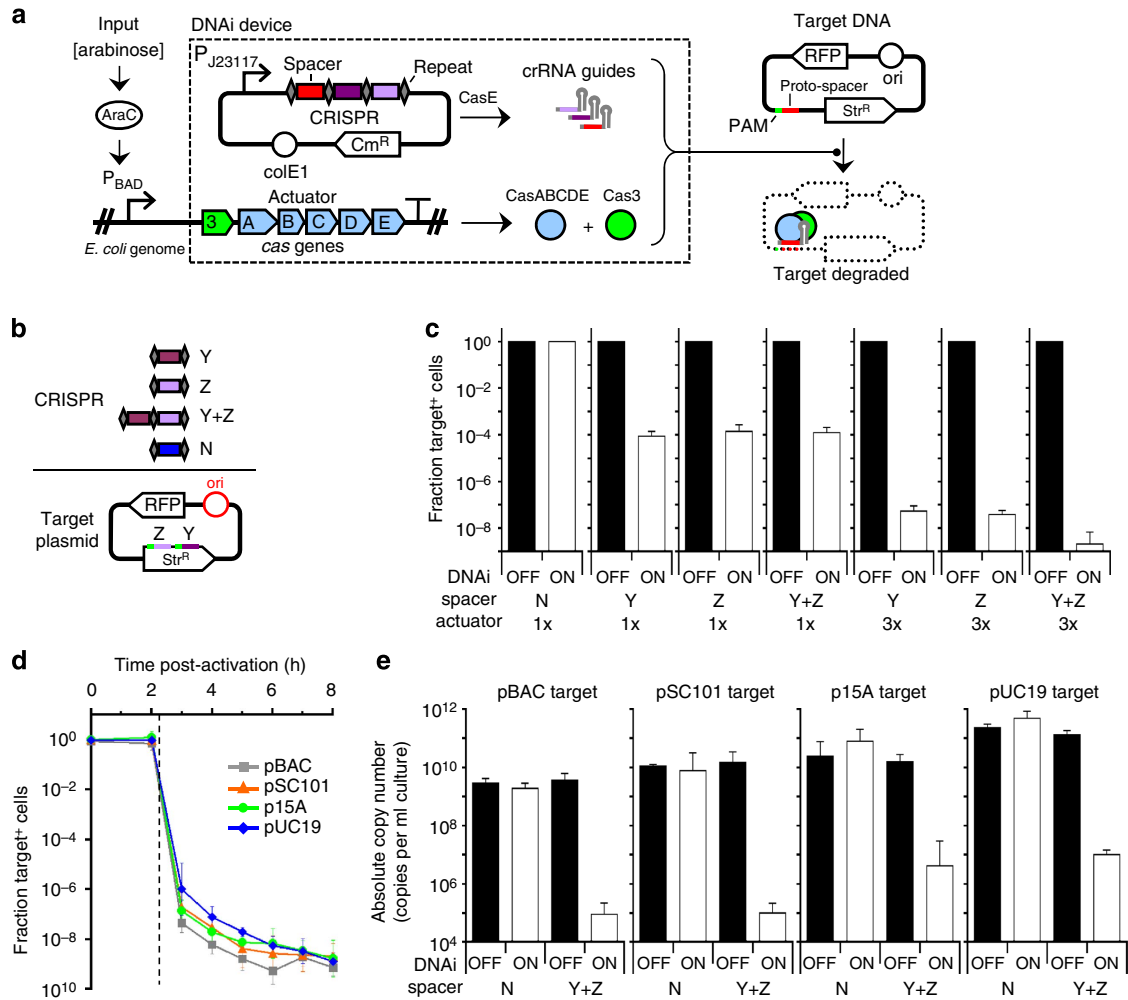 a
Input
[arabinose]
AraC
PBAD
E. coli genome
DNAi device
PJ23117
Spacer
Repeat
CRISPR
colE1
CmR
CasE
crRNA guides
Actuator
3 A B C D E
cas genes
CasABCDE
+
Cas3
Target DNA
RFP
ori
Proto-spacer
PAM
StrR
Target degraded
b
CRISPR
Y
Z
Y+Z
N
Target
plasmid
RFP
ori
Z Y
StrR
c
Fraction target+ cells
10^0
10^–2
10^–4
10^–6
10^–8
DNAi OFF ON OFF ON OFF ON OFF ON OFF ON OFF ON OFF ON
spacer N Y Z Y+Z Y Z Y+Z
actuator 1x 1x 1x 1x 3x 3x 3x
d
Time post-activation (h)
0 2 4 6 8
Fraction target+ cells
10^0
10^–2
10^–4
10^–6
10^–8
10^10
pBAC
pSC101
p15A
pUC19
e
pBAC target
pSC101 target
p15A target
pUC19 target
Absolute copy number
(copies per ml culture)
10^12
10^10
10^8
10^6
10^4
DNAi OFF ON OFF ON OFF ON OFF ON OFF ON OFF ON OFF ON OFF ON
spacer N Y+Z N Y+Z N Y+Z N Y+Z